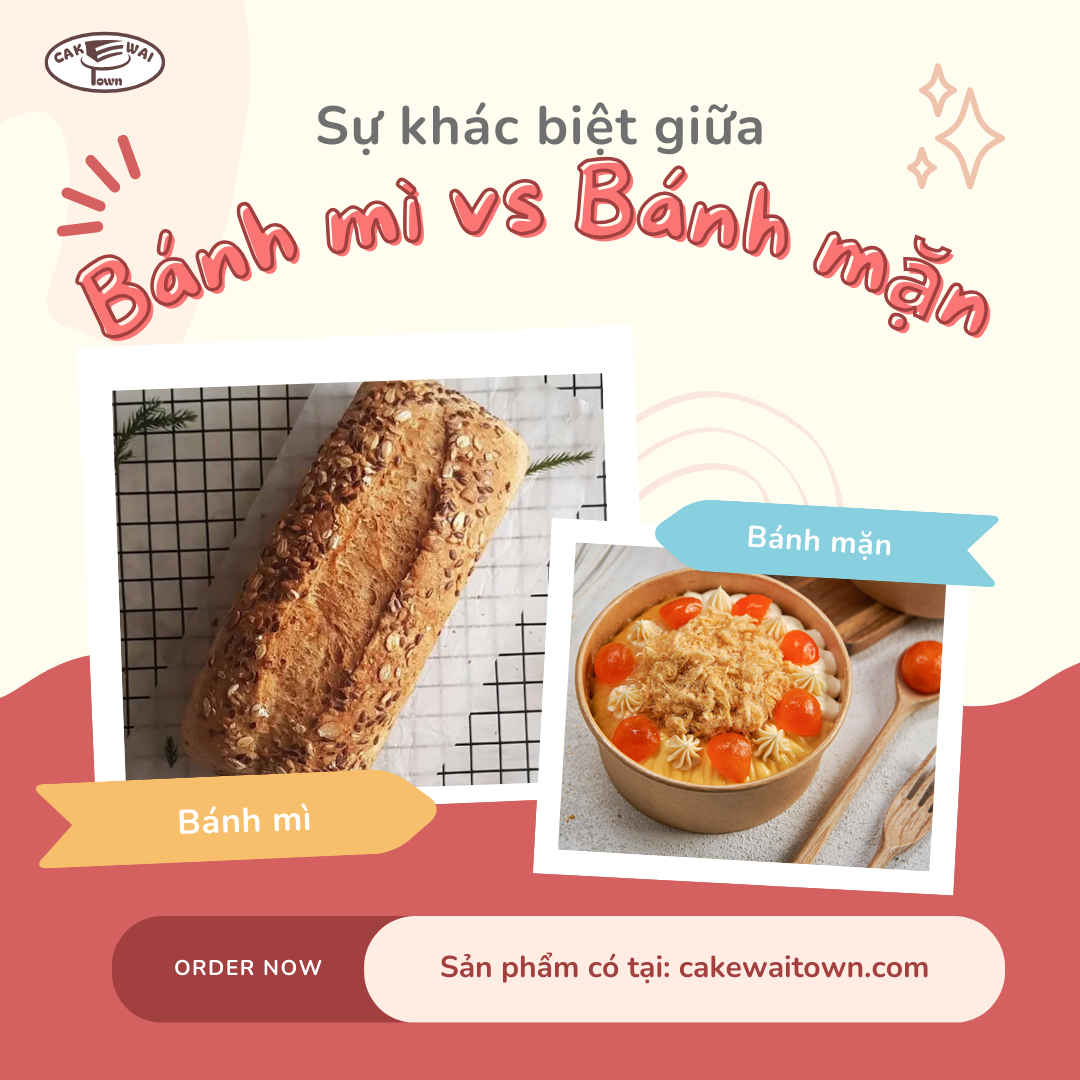 CAKEWAI
Town
Sự khác biệt giữa
Bánh mì vs Bánh mặn
Bánh mặn
Bánh mì
ORDER NOW
Sản phẩm có tại: cakewaitown.com